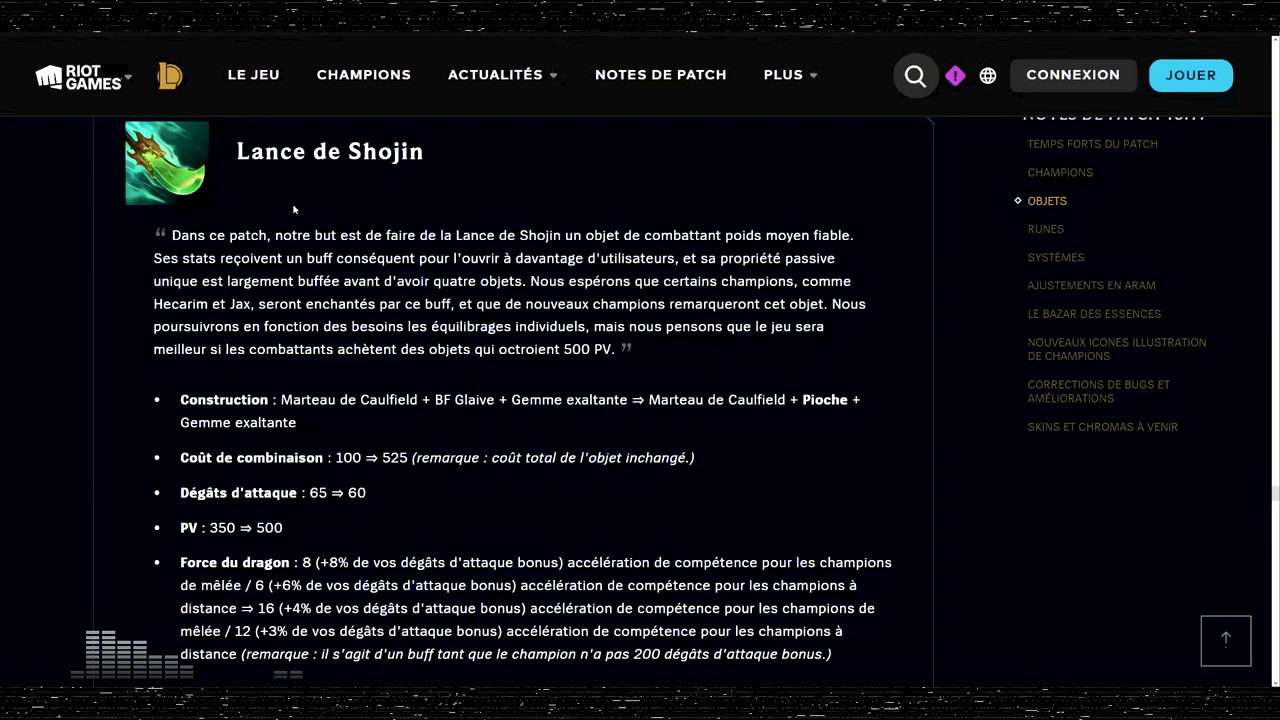 RIOT GAMES
LE JEU
CHAMPIONS
ACTUALITÉS
NOTES DE PATCH
PLUS
CONNEXION
JOUER
Lance de Shojin
“ Dans ce patch, notre but est de faire de la Lance de Shojin un objet de combattant poids moyen fiable.
Ses stats reçoivent un buff conséquent pour l'ouvrir à davantage d'utilisateurs, et sa propriété passive
unique est largement buffée avant d'avoir quatre objets. Nous espérons que certains champions, comme
Hecarim et Jax, seront enchantés par ce buff, et que de nouveaux champions remarqueront cet objet. Nous
poursuivrons en fonction des besoins les équilibrages individuels, mais nous pensons que le jeu sera
meilleur si les combattants achètent des objets qui octroient 500 PV. ”
• Construction : Marteau de Caulfield + BF Glaive + Gemme exaltante ⇒ Marteau de Caulfield + Pioche +
Gemme exaltante
• Coût de combinaison : 100 ⇒ 525 (remarque : coût total de l'objet inchangé.)
• Dégâts d'attaque : 65 ⇒ 60
• PV : 350 ⇒ 500
• Force du dragon : 8 (+8% de vos dégâts d'attaque bonus) accélération de compétence pour les champions
de mêlée / 6 (+6% de vos dégâts d'attaque bonus) accélération de compétence pour les champions à
distance ⇒ 16 (+4% de vos dégâts d'attaque bonus) accélération de compétence pour les champions de
mêlée / 12 (+3% de vos dégâts d'attaque bonus) accélération de compétence pour les champions à
distance (remarque : il s'agit d'un buff tant que le champion n'a pas 200 dégâts d'attaque bonus.)
TEMPS FORTS DU PATCH
CHAMPIONS
OBJETS
RUNES
SYSTÈMES
AJUSTEMENTS EN ARAM
LE BAZAR DES ESSENCES
NOUVEAUX ICONES ILLUSTRATION
DE CHAMPIONS
CORRECTIONS DE BUGS ET
AMÉLIORATIONS
SKINS ET CHROMAS À VENIR